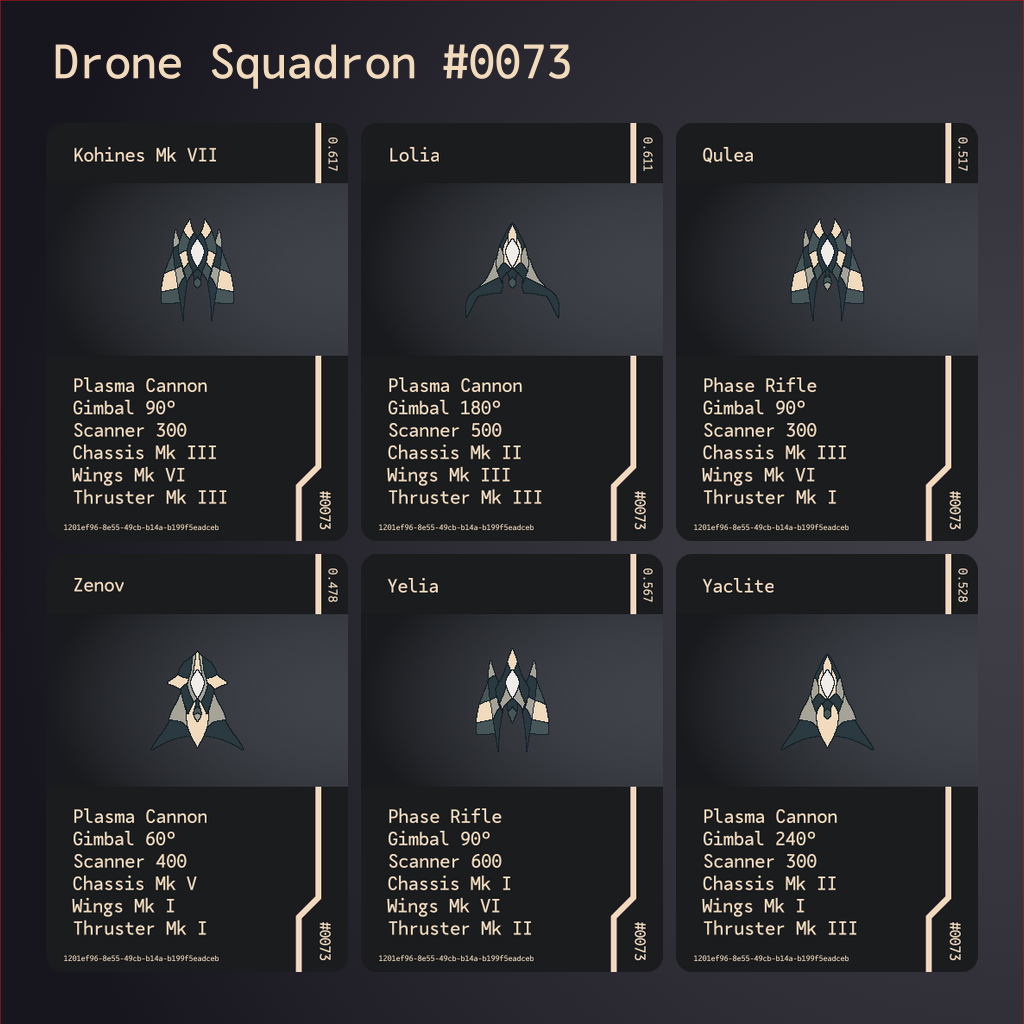 Drone Squadron #0073
Kohines Mk VII
0.617
Plasma Cannon
Gimbal 90°
Scanner 300
Chassis Mk III
Wings Mk VI
Thruster Mk III
#0073
1201ef96-8e55-49cb-b14a-b199f5eadceb
Lolia
0.611
Plasma Cannon
Gimbal 180°
Scanner 500
Chassis Mk II
Wings Mk III
Thruster Mk III
#0073
1201ef96-8e55-49cb-b14a-b199f5eadceb
Qulea
0.517
Phase Rifle
Gimbal 90°
Scanner 300
Chassis Mk III
Wings Mk VI
Thruster Mk I
#0073
1201ef96-8e55-49cb-b14a-b199f5eadceb
Zenov
0.478
Plasma Cannon
Gimbal 60°
Scanner 400
Chassis Mk V
Wings Mk I
Thruster Mk I
#0073
1201ef96-8e55-49cb-b14a-b199f5eadceb
Yelia
0.567
Phase Rifle
Gimbal 90°
Scanner 600
Chassis Mk I
Wings Mk VI
Thruster Mk II
#0073
1201ef96-8e55-49cb-b14a-b199f5eadceb
Yaclite
0.528
Plasma Cannon
Gimbal 240°
Scanner 300
Chassis Mk II
Wings Mk I
Thruster Mk III
#0073
1201ef96-8e55-49cb-b14a-b199f5eadceb